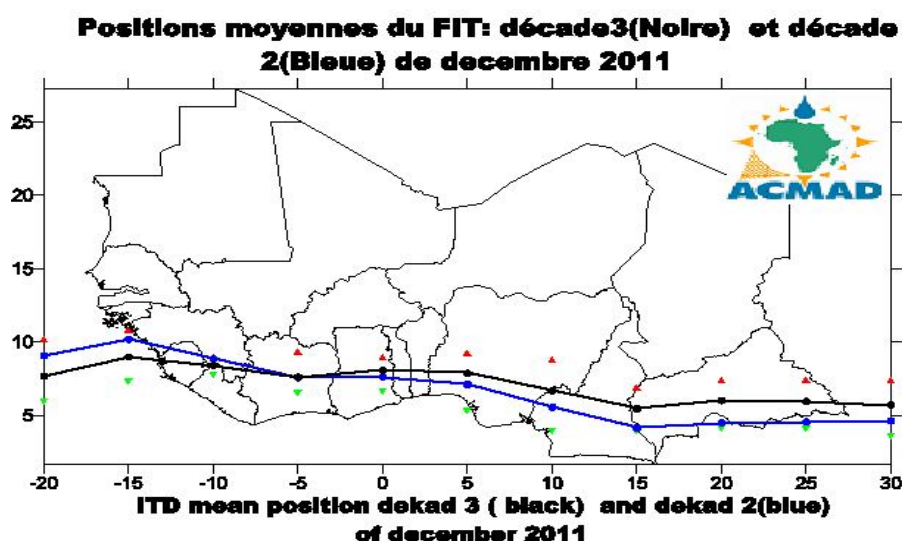 Positions moyennes du FIT: décade3(Noire) et décade
2(Bleue) de decembre 2011
25
20
15
10
5
ACMAD
-20 -15 -10 -5 0 5 10 15 20 25 30
ITD mean position dekad 3 ( black) and dekad 2(blue)
of december 2011